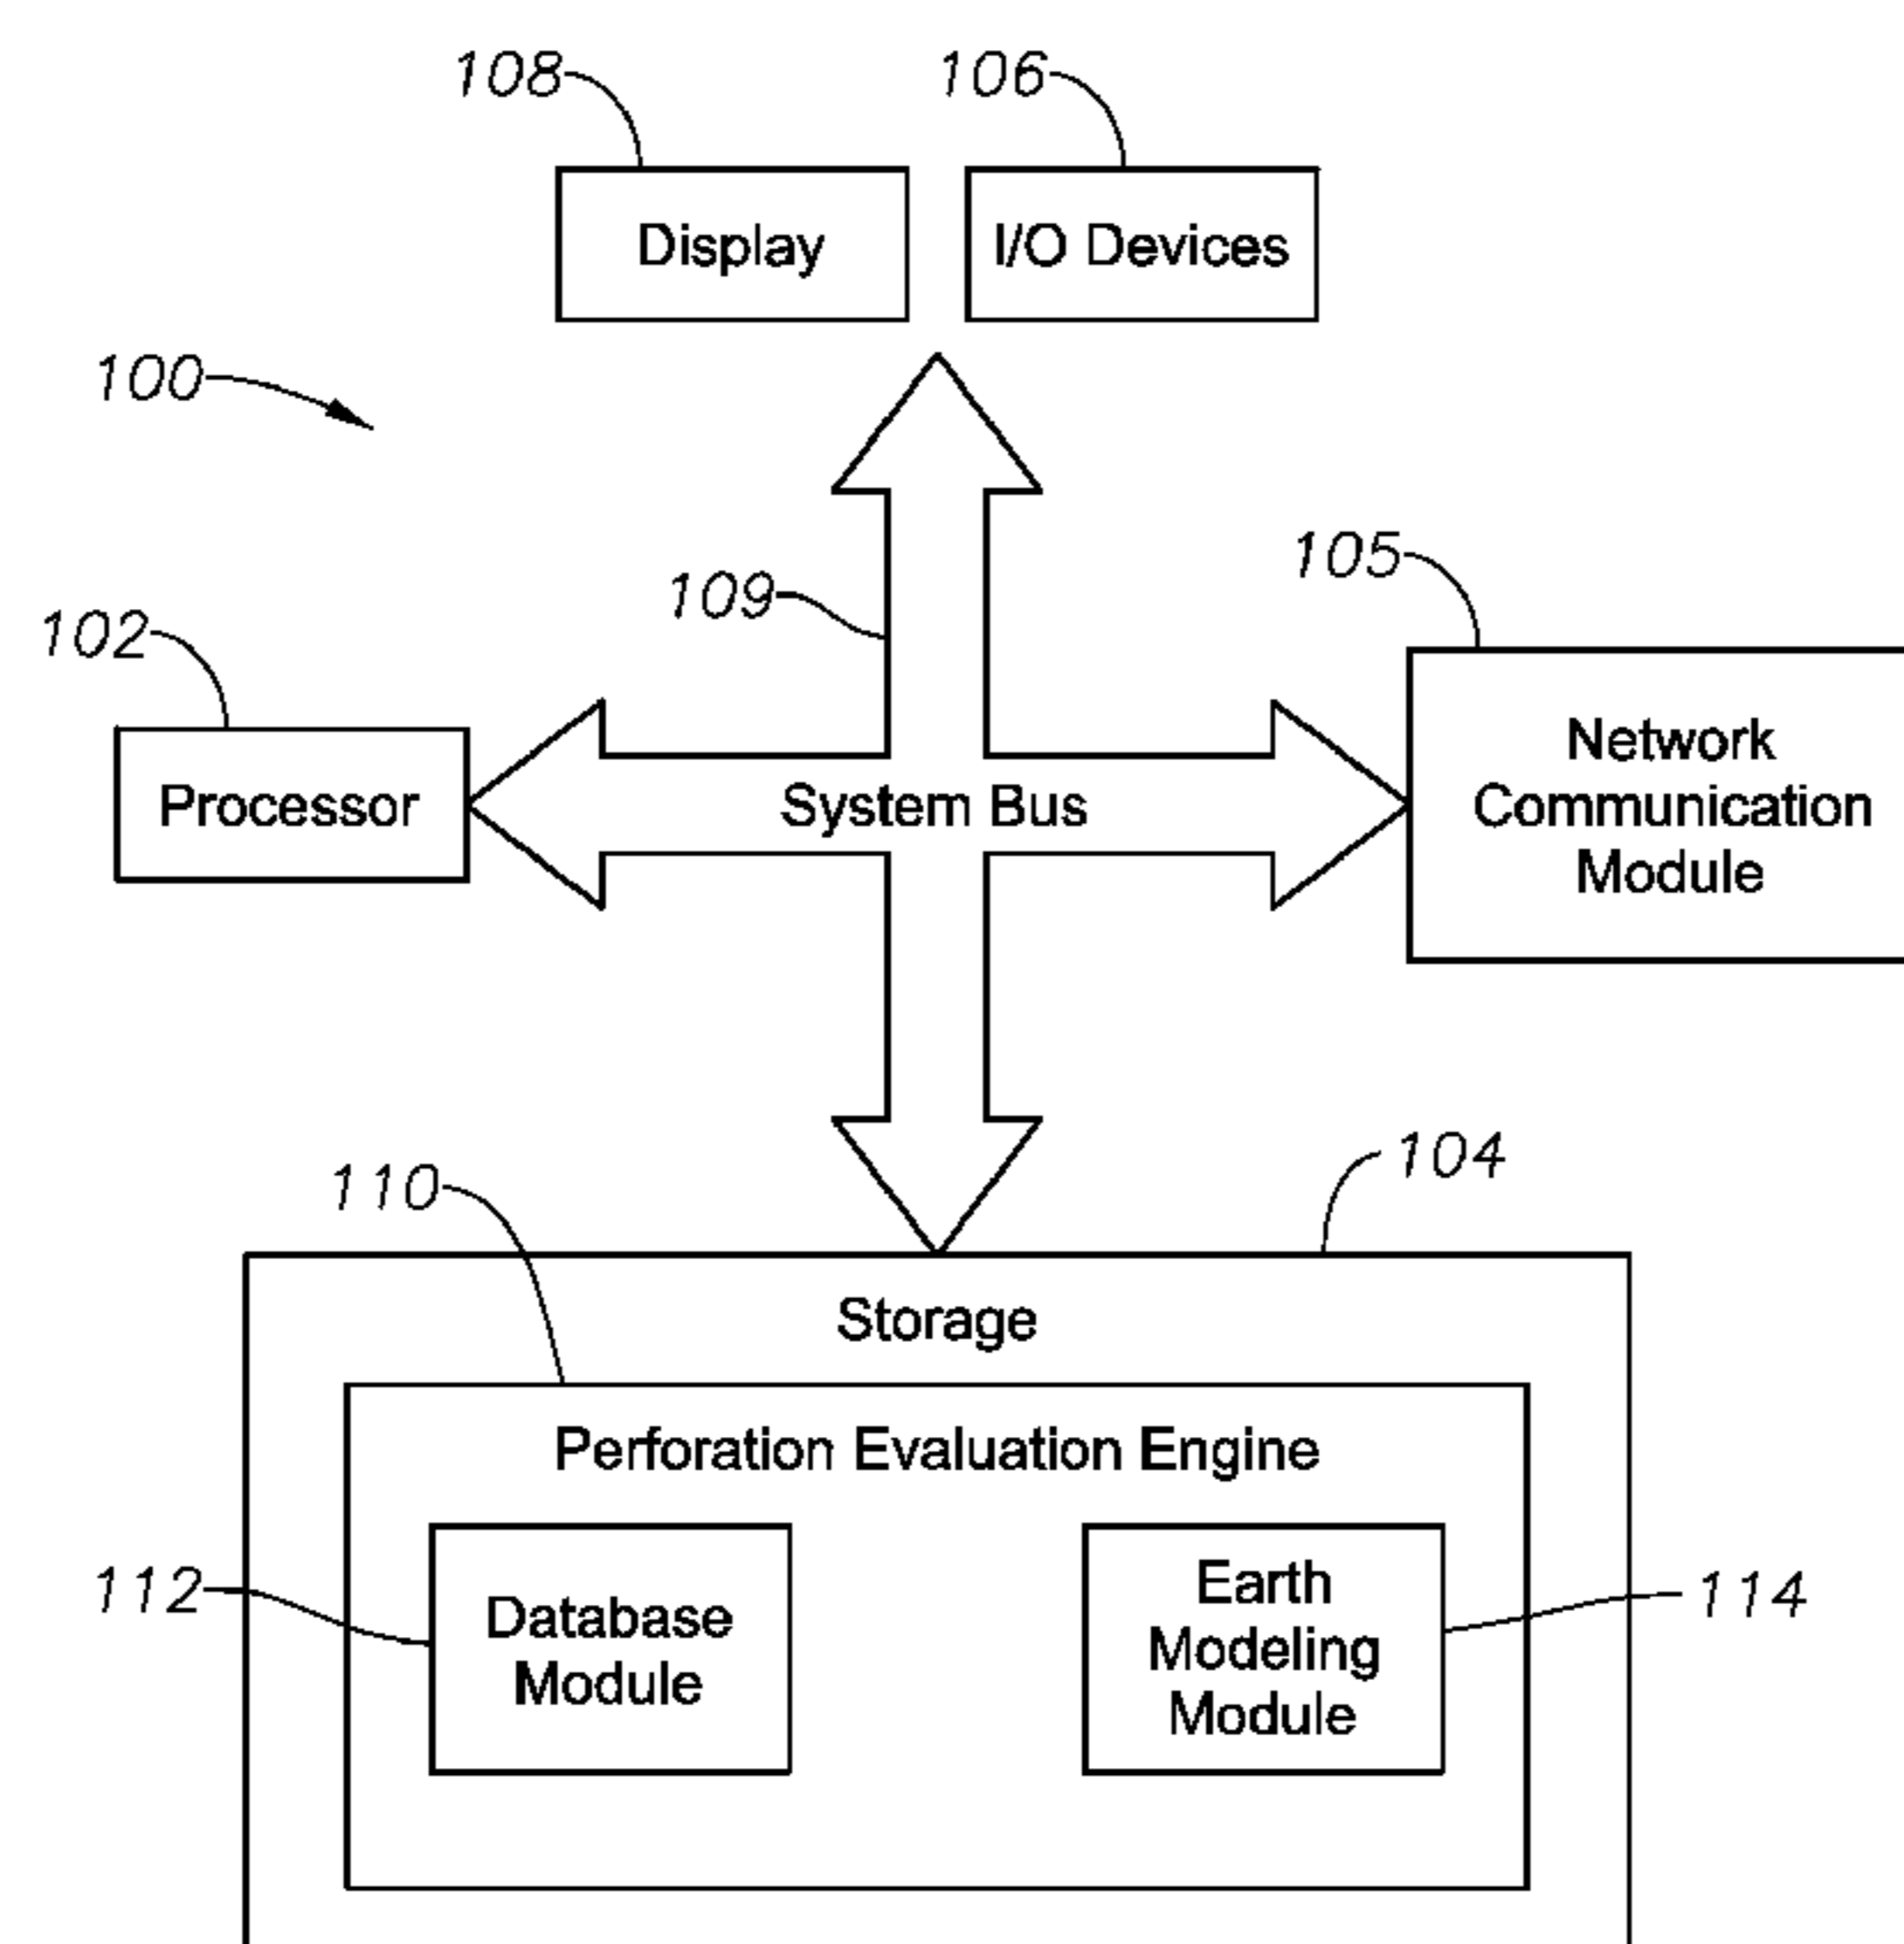 108
106
Display
I/O Devices
100
109
105
102
Network
Communication
Module
Processor
System Bus
104
110
Storage
Perforation Evaluation Engine
112
Database
Module
Earth
Modeling
Module
114